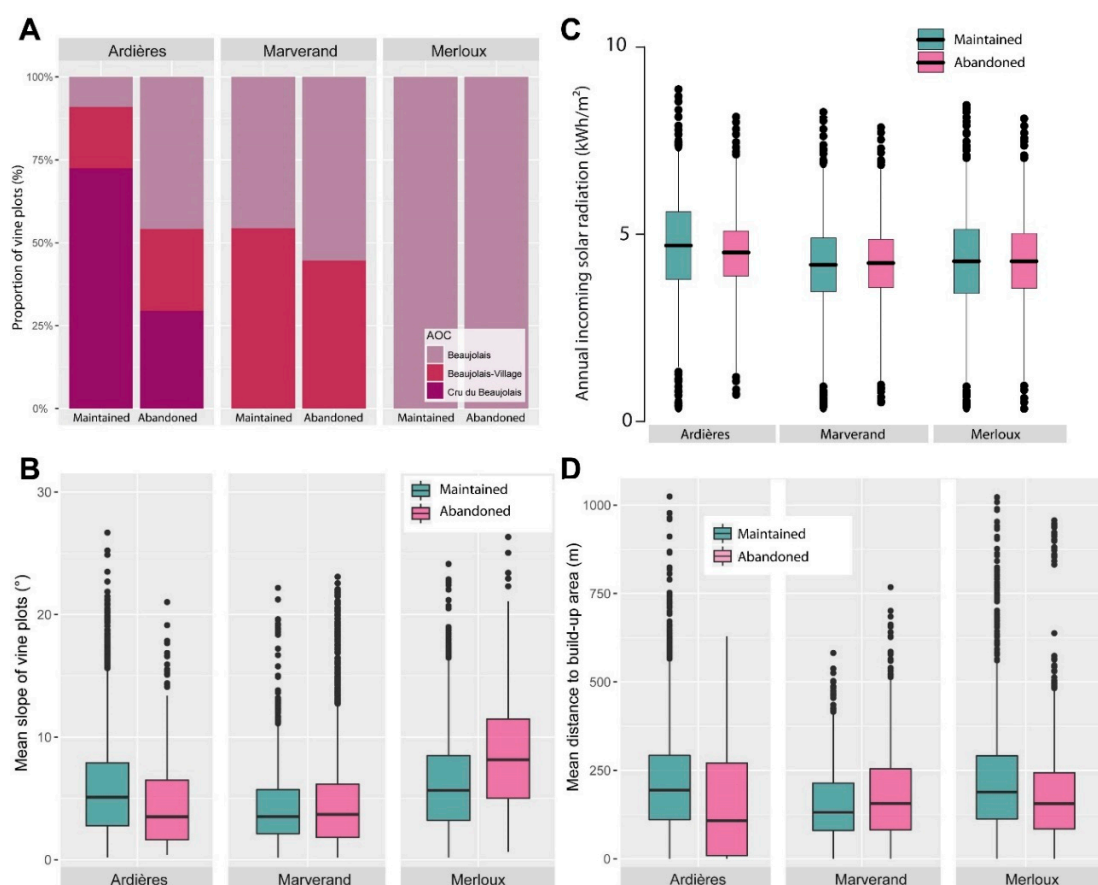 A
Ardières Marverand Merloux
Proportion of vine plots (%)
100%
75%
50%
25%
0%
AOC
Beaujolais
Beaujolais-Village
Cru du Beaujolais
Maintained Abandoned Maintained Abandoned Maintained Abandoned
C
Maintained
Abandoned
Annual incoming solar radiation (kWh/m²)
10
5
0
Ardières Marverand Merloux
B
Maintained
Abandoned
Mean slope of vine plots (°)
30
20
10
0
Ardières Marverand Merloux
D
Maintained
Abandoned
Mean distance to build-up area (m)
1000
750
500
250
0
Ardières Marverand Merloux